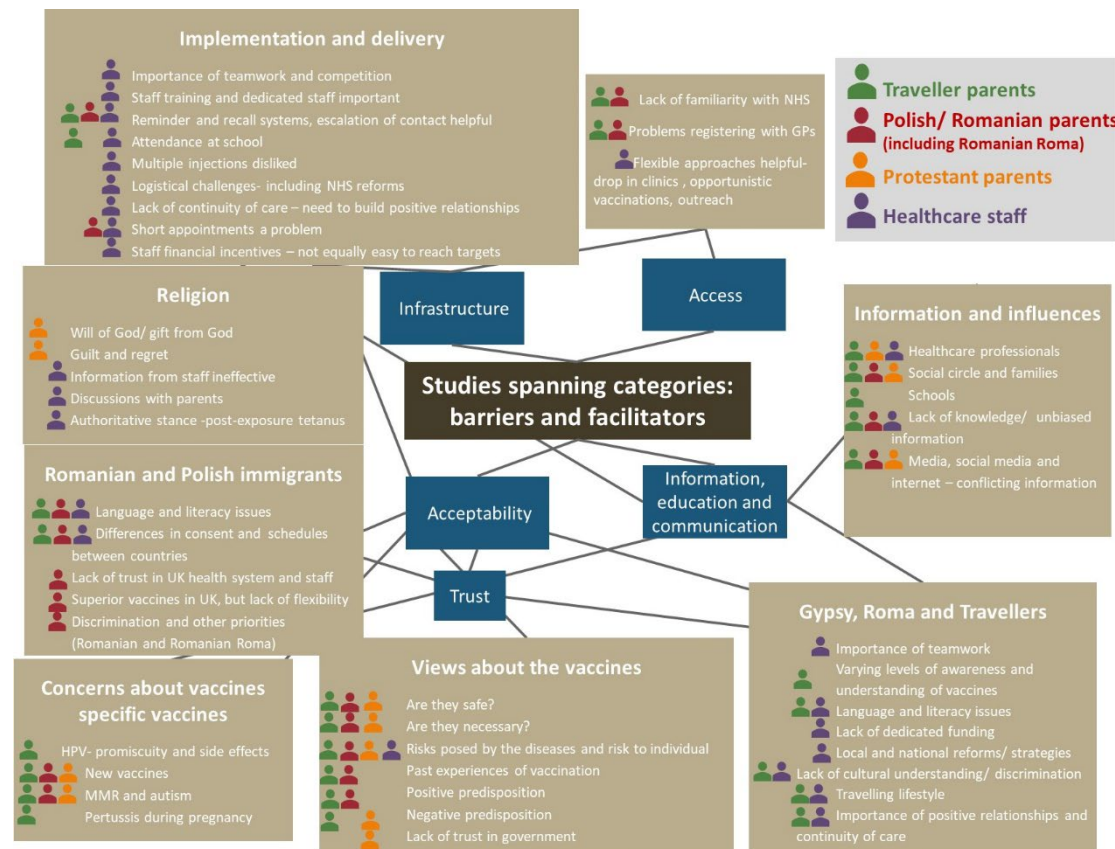 Implementation and delivery
Importance of teamwork and competition
Staff training and dedicated staff important
Reminder and recall systems, escalation of contact helpful
Attendance at school
Multiple injections disliked
Logistical challenges- including NHS reforms
Lack of continuity of care – need to build positive relationships
Short appointments a problem
Staff financial incentives – not equally easy to reach targets
Lack of familiarity with NHS
Problems registering with GPs
Flexible approaches helpful-
drop in clinics , opportunistic
vaccinations, outreach
Traveller parents
Polish/ Romanian parents
(including Romanian Roma)
Protestant parents
Healthcare staff
Religion
Will of God/ gift from God
Guilt and regret
Information from staff ineffective
Discussions with parents
Authoritative stance -post-exposure tetanus
Infrastructure
Access
Information and influences
Healthcare professionals
Social circle and families
Schools
Lack of knowledge/ unbiased
information
Media, social media and
internet – conflicting information
Studies spanning categories:
barriers and facilitators
Romanian and Polish immigrants
Language and literacy issues
Differences in consent and schedules
between countries
Lack of trust in UK health system and staff
Superior vaccines in UK, but lack of flexibility
Discrimination and other priorities
(Romanian and Romanian Roma)
Acceptability
Information,
education and
communication
Trust
Concerns about vaccines
specific vaccines
HPV- promiscuity and side effects
New vaccines
MMR and autism
Pertussis during pregnancy
Views about the vaccines
Are they safe?
Are they necessary?
Risks posed by the diseases and risk to individual
Past experiences of vaccination
Positive predisposition
Negative predisposition
Lack of trust in government
Gypsy, Roma and Travellers
Importance of teamwork
Varying levels of awareness and
understanding of vaccines
Language and literacy issues
Lack of dedicated funding
Local and national reforms/ strategies
Lack of cultural understanding/ discrimination
Travelling lifestyle
Importance of positive relationships and
continuity of care